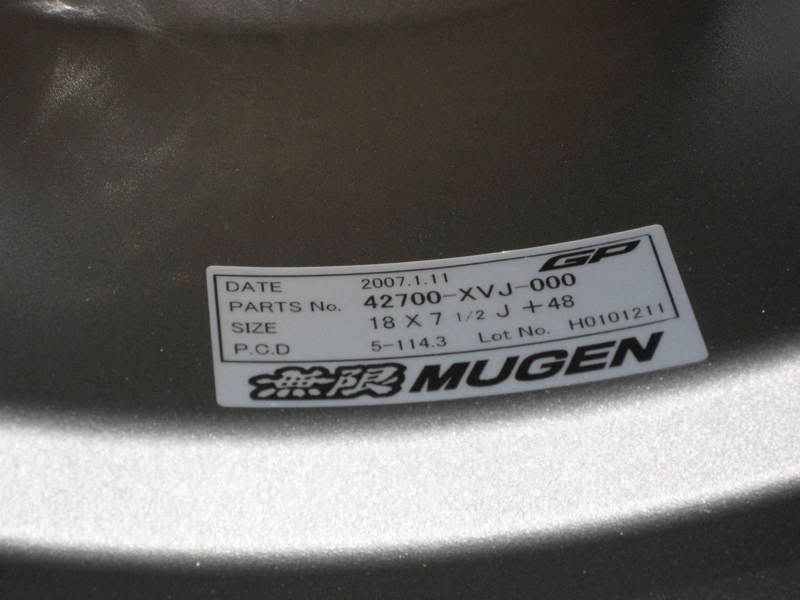 GP
DATE 2007.1.11
PARTS No. 42700-XVJ-000
SIZE 18 X 7 1/2 J +48
P.C.D 5-114.3 Lot No. H0101211
無限 MUGEN